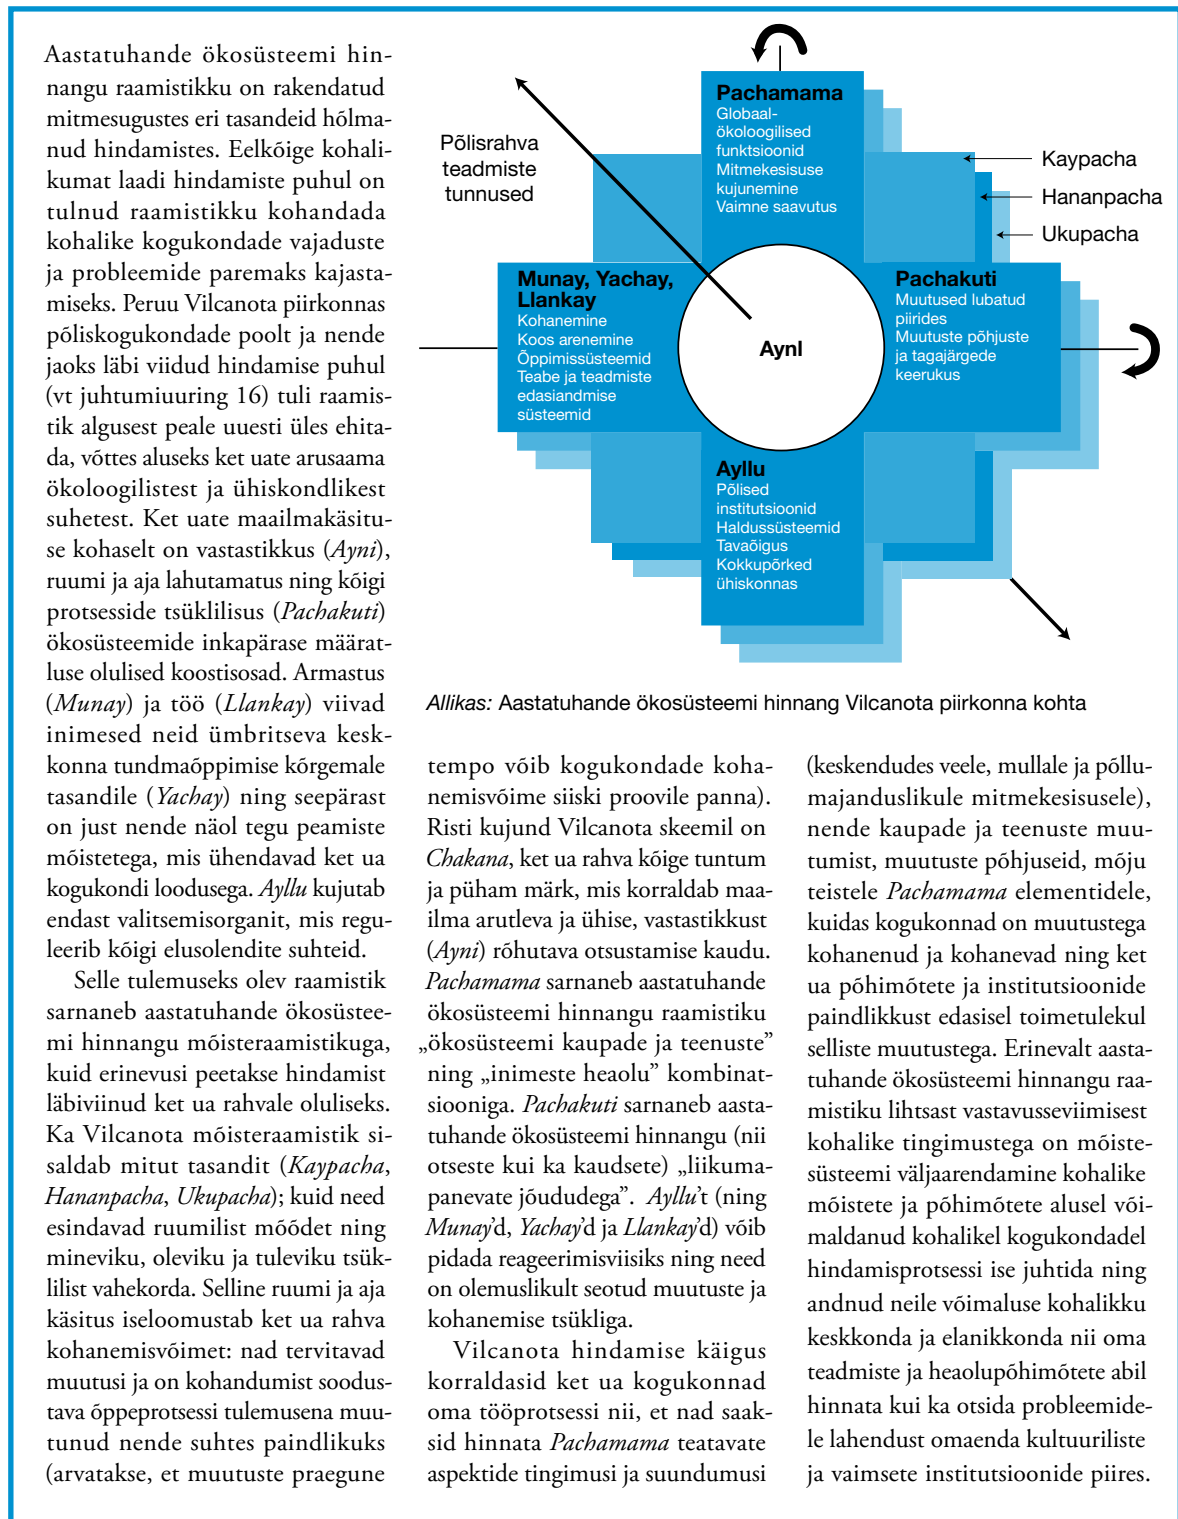 Aastatuhande ökosüsteemi hin-
nangu raamistikku on rakendatud
mitmesugustes eri tasandeid hõlma-
nud hindamistes. Eelkõige kohali-
kumat laadi hindamiste puhul on
tulnud raamistikku kohandada
kohalike kogukondade vajaduste
ja probleemide paremaks kajasta-
miseks. Peruu Vilcanota piirkonnas
põliskogukondade poolt ja nende
jaoks läbi viidud hindamise puhul
(vt juhtumiuuring 16) tuli raamis-
tik algusest peale uuesti üles ehita-
da, võttes aluseks ket uate arusaama
ökoloogilistest ja ühiskondlikest
suhetest. Ket uate maailmakäsitu-
se kohaselt on vastastikkus (Ayni),
ruumi ja aja lahutamatus ning kõigi
protsesside tsüklilisus (Pachakuti)
ökosüsteemide inkapärase määrat-
luse olulised koostisosad. Armastus
(Munay) ja töö (Llankay) viivad
inimesed neid ümbritseva kesk-
konna tundmaõppimise kõrgemale
tasandile (Yachay) ning seepärast
on just nende näol tegu peamiste
mõistetega, mis ühendavad ket ua
kogukondi loodusega. Ayllu kujutab
endast valitsemisorganit, mis regu-
leerib kõigi elusolendite suhteid.
Selle tulemuseks olev raamistik
sarnaneb aastatuhande ökosüstee-
mi hinnangu mõisteraamistikuga,
kuid erinevusi peetakse hindamist
läbiviinud ket ua rahvale oluliseks.
Ka Vilcanota mõisteraamistik si-
saldab mitut tasandit (Kaypacha,
Hananpacha, Ukupacha); kuid need
esindavad ruumilist mõõdet ning
mineviku, oleviku ja tuleviku tsük-
lilist vahekorda. Selline ruumi ja aja
käsitus iseloomustab ket ua rahva
kohanemisvõimet: nad tervitavad
muutusi ja on kohandumist soodus-
tava õppeprotsessi tulemusena muu-
tunud nende suhtes paindlikuks
(arvatakse, et muutuste praegune
Põlisrahva
teadmiste
tunnused
Pachamama
Globaal-
ökoloogilised
funktsioonid
Mitmekesisuse
kujunemine
Vaimne saavutus
Kaypacha
Hananpacha
Ukupacha
Munay, Yachay,
Llankay
Kohanemine
Koos arenemine
Õppimissüsteemid
Teabe ja teadmiste
edasiandmise
süsteemid
Aynl
Pachakuti
Muutused lubatud
piirides
Muutuste põhjuste
ja tagajärgede
keerukus
Ayllu
Põlised
institutsioonid
Haldussüsteemid
Tavaõigus
Kokkupõrked
ühiskonnas
Allikas: Aastatuhande ökosüsteemi hinnang Vilcanota piirkonna kohta
tempo võib kogukondade koha-
nemisvõime siiski proovile panna).
Risti kujund Vilcanota skeemil on
Chakana, ket ua rahva kõige tuntum
ja püham märk, mis korraldab maa-
ilma arutleva ja ühise, vastastikkust
(Ayni) rõhutava otsustamise kaudu.
Pachamama sarnaneb aastatuhande
ökosüsteemi hinnangu raamistiku
„ökosüsteemi kaupade ja teenuste”
ning „inimeste heaolu” kombinat-
siooniga. Pachakuti sarnaneb aasta-
tuhande ökosüsteemi hinnangu (nii
otseste kui ka kaudsete) „liikuma-
panevate jõududega”. Ayllu't (ning
Munay'd, Yachay'd ja Llankay'd) võib
pidada reageerimisviisiks ning need
on olemuslikult seotud muutuste ja
kohanemise tsükliga.
Vilcanota hindamise käigus
korraldasid ket ua kogukonnad
oma tööprotsessi nii, et nad saak-
sid hinnata Pachamama teatavate
aspektide tingimusi ja suundumusi
(keskendudes veele, mullale ja põllu-
majanduslikule mitmekesisusele),
nende kaupade ja teenuste muu-
tumist, muutuste põhjuseid, mõju
teistele Pachamama elementidele,
kuidas kogukonnad on muutustega
kohanenud ja kohanevad ning ket
ua põhimõtete ja institutsioonide
paindlikkust edasisel toimetulekul
selliste muutustega. Erinevalt aasta-
tuhande ökosüsteemi hinnangu raa-
mistiku lihtsast vastavusseviimisest
kohalike tingimustega on mõiste-
süsteemi väljaarendamine kohalike
mõistete ja põhimõtete alusel või-
maldanud kohalikel kogukondadel
hindamisprotsessi ise juhtida ning
andnud neile võimaluse kohalikku
keskkonda ja elanikkonda nii oma
teadmiste ja heaolupõhimõtete abil
hinnata kui ka otsida probleemide-
le lahendust omaenda kultuuriliste
ja vaimsete institutsioonide piires.